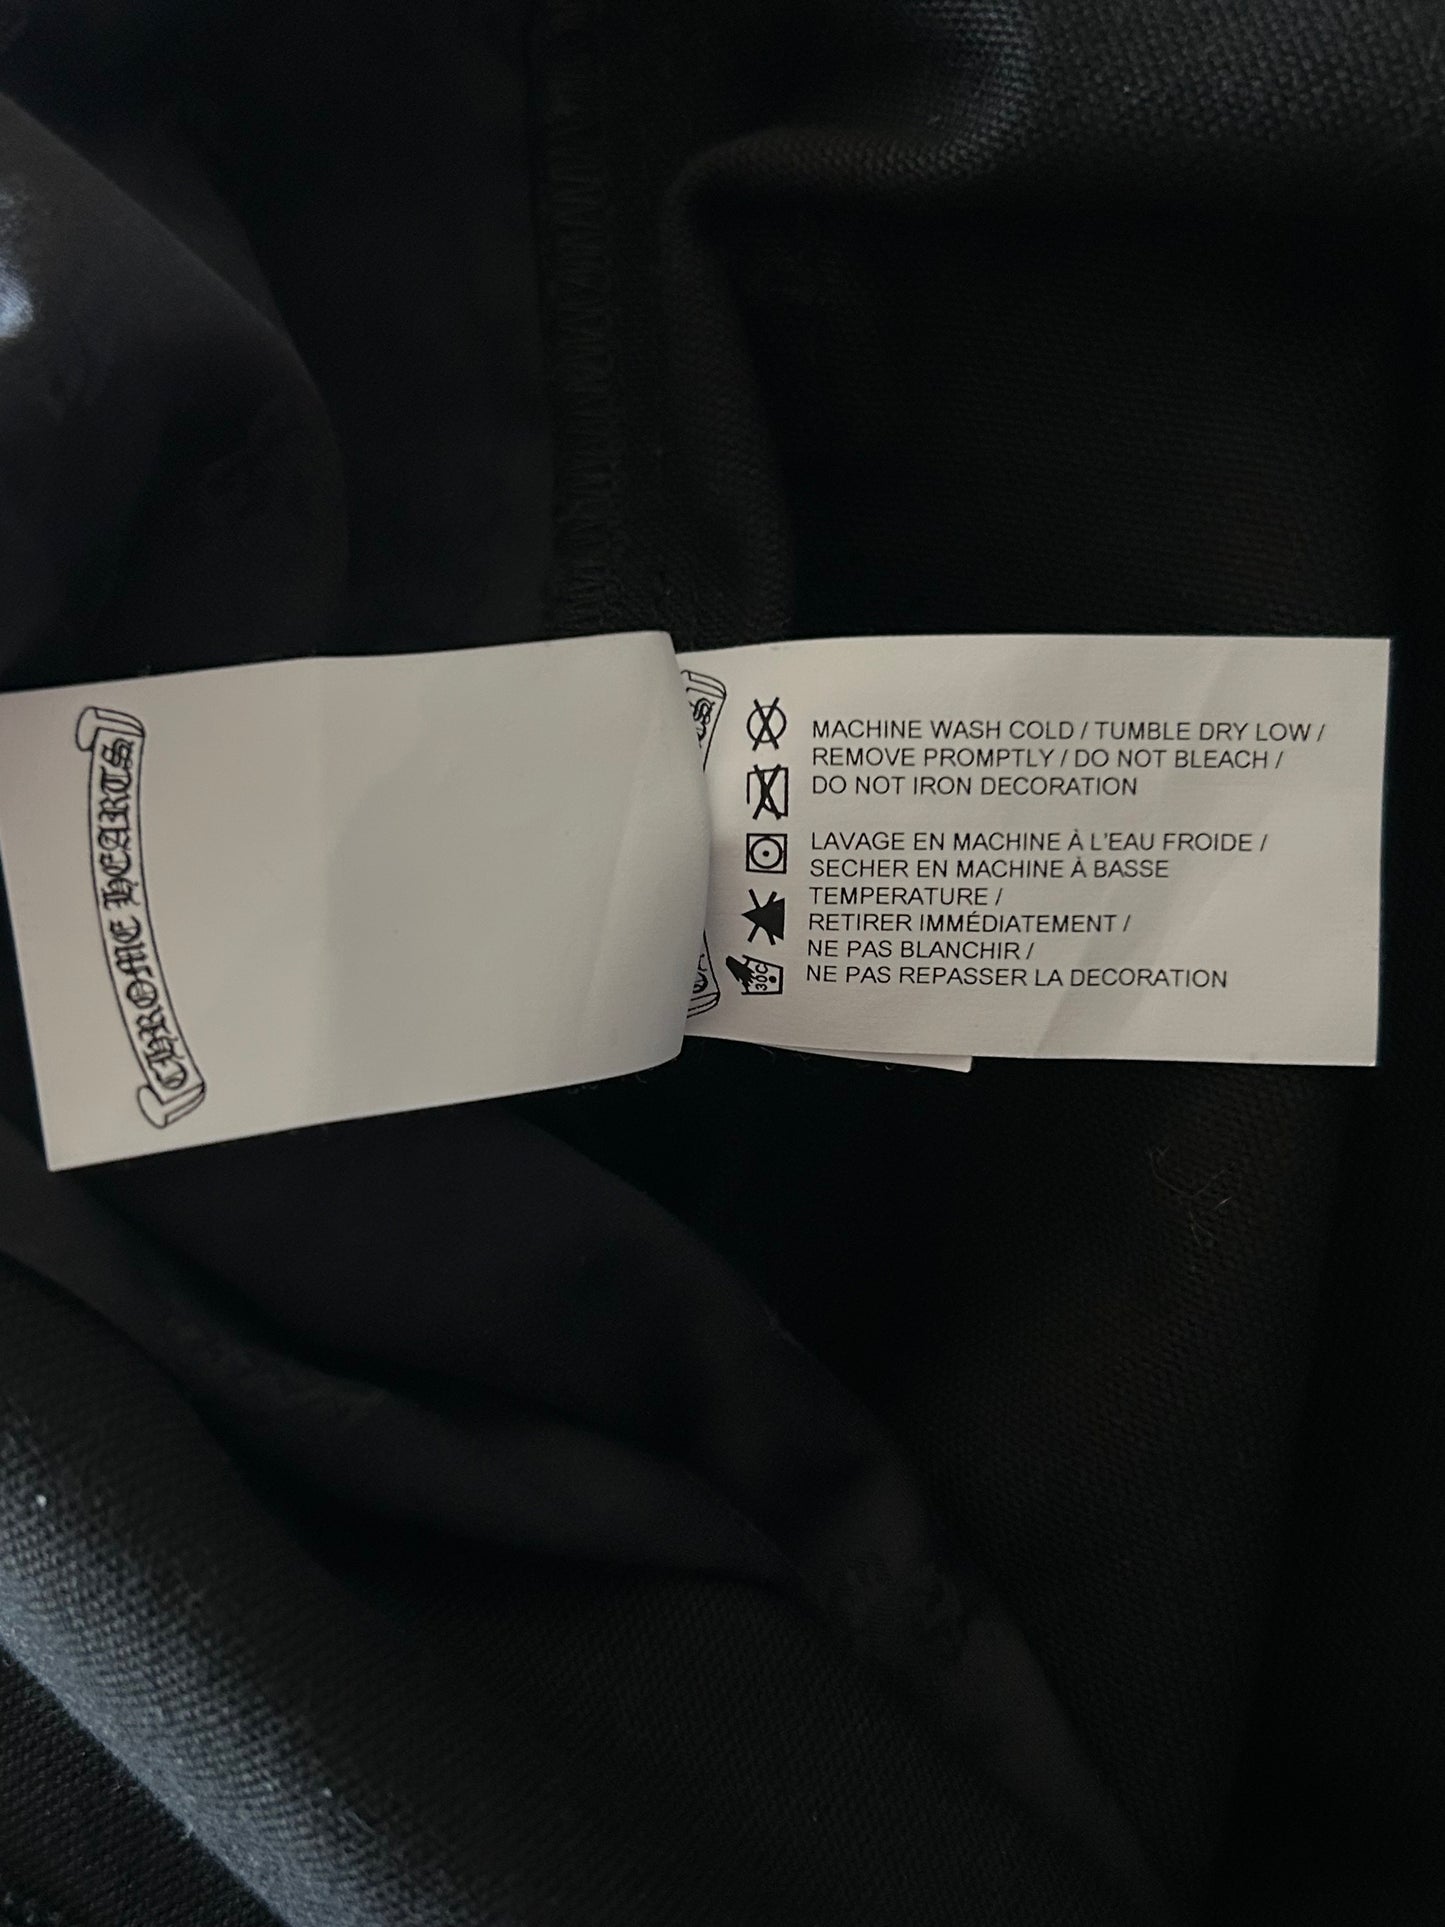 CHROME HEARTS
MACHINE WASH COLD / TUMBLE DRY LOW /
REMOVE PROMPTLY / DO NOT BLEACH /
DO NOT IRON DECORATION
LAVAGE EN MACHINE À L'EAU FROIDE /
SECHER EN MACHINE À BASSE
TEMPERATURE /
RETIRER IMMÉDIATEMENT /
NE PAS BLANCHIR /
NE PAS REPASSER LA DECORATION
30C